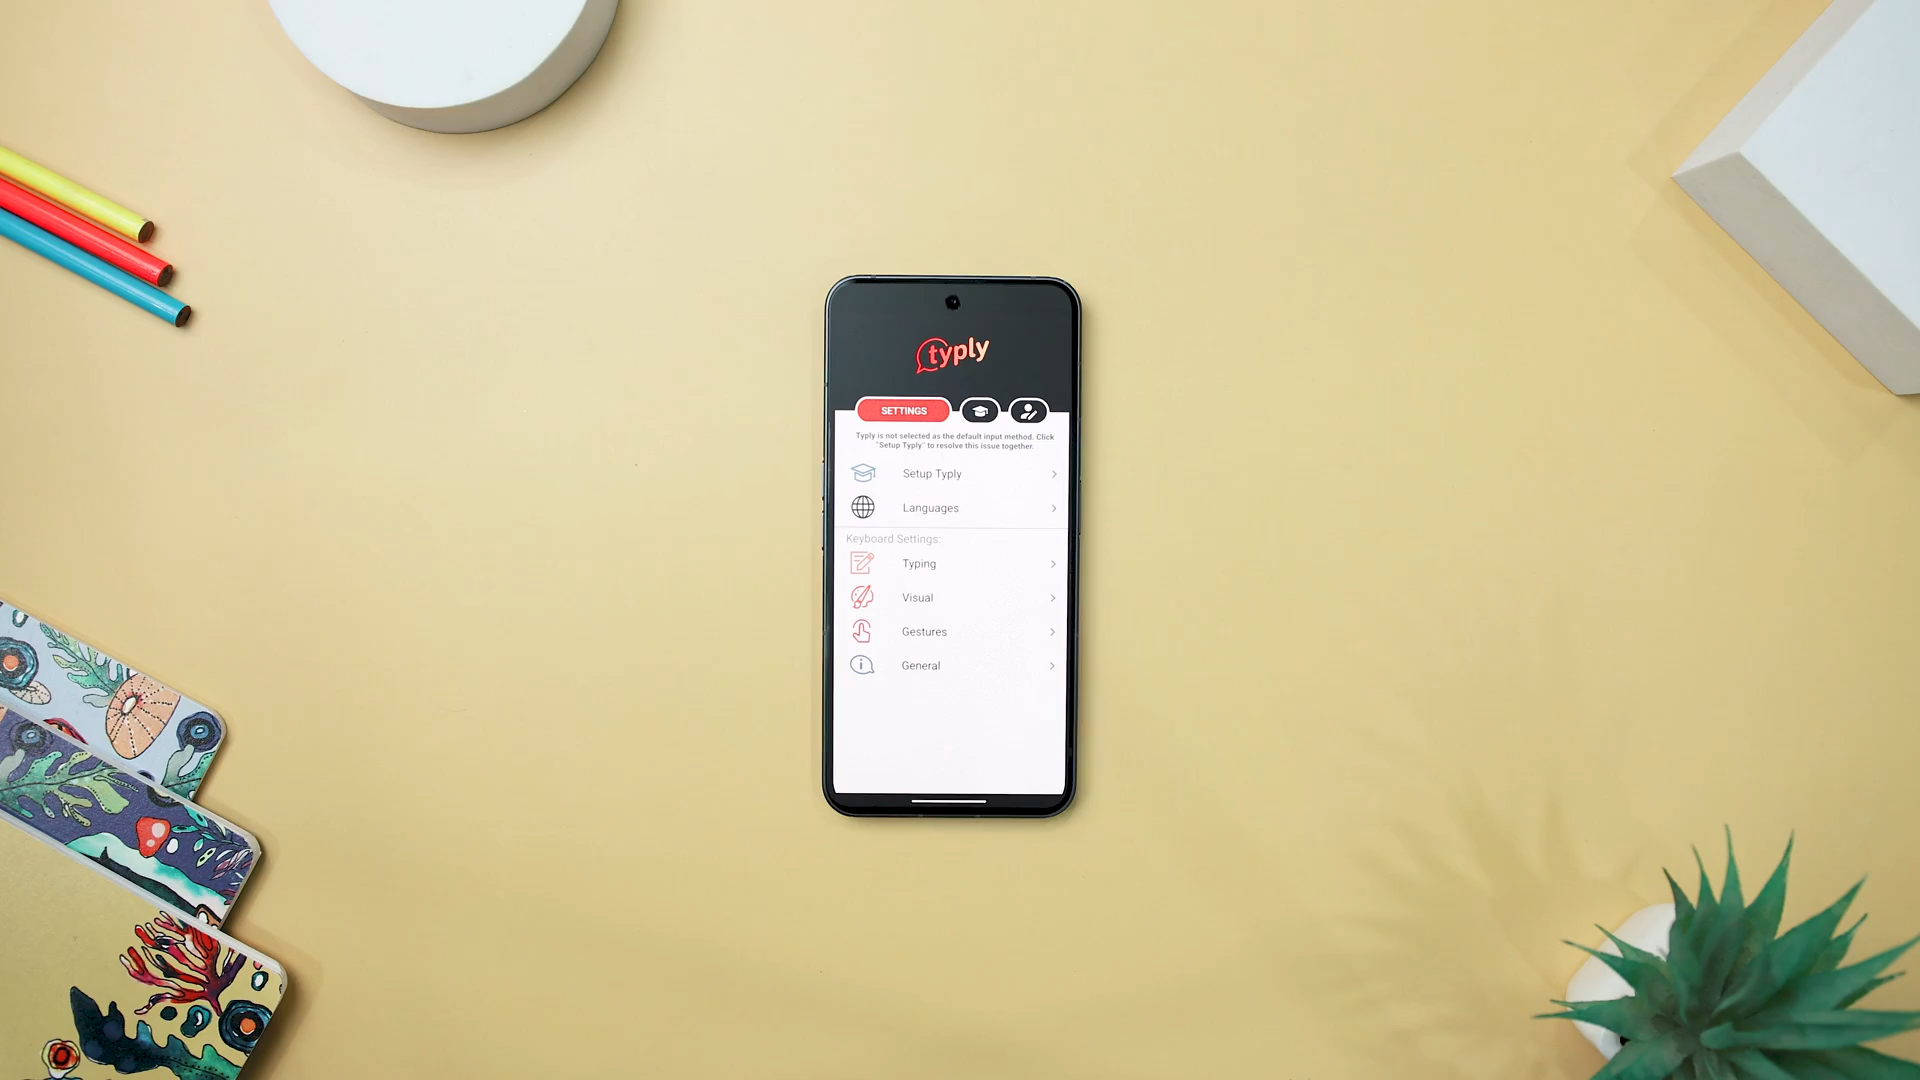 typly
SETTINGS
Typly is not selected as the default input method. Click
"Setup Typly" to resolve this issue together.
Setup Typly
Languages
Keyboard Settings:
Typing
Visual
Gestures
General